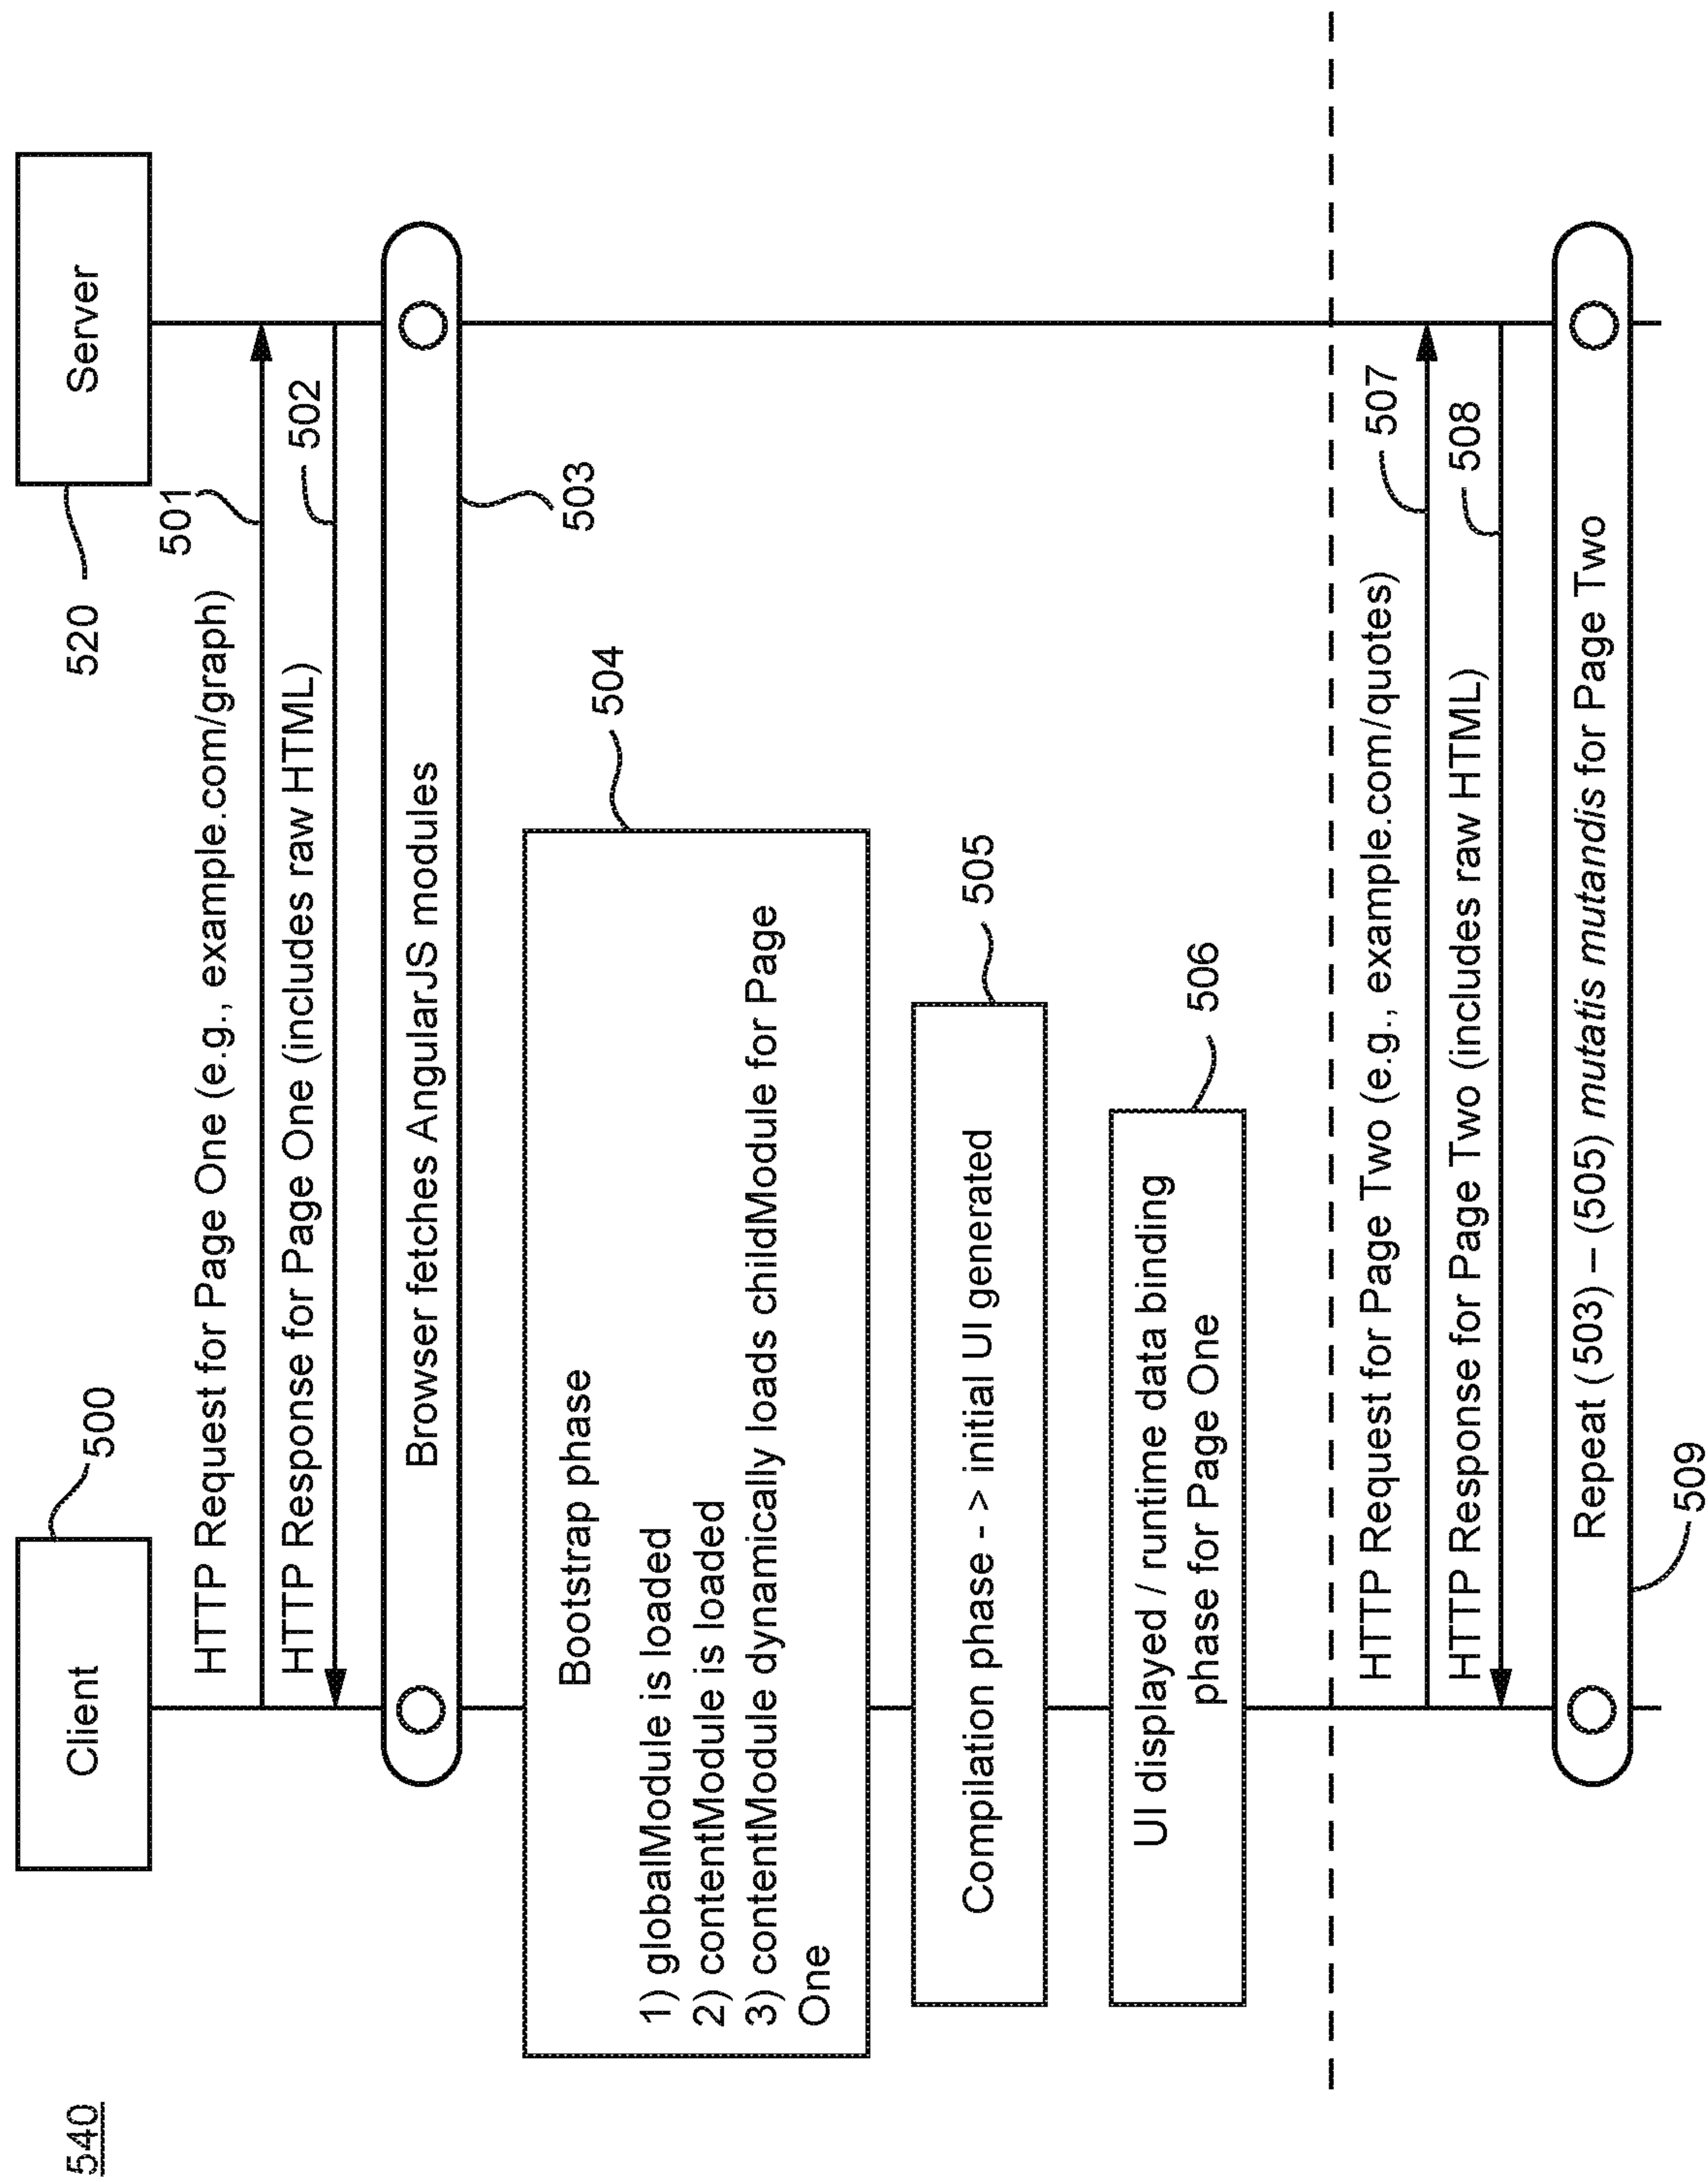 540
Client
500
Server
520
HTTP Request for Page One (e.g., example.com/graph)
501
HTTP Response for Page One (includes raw HTML)
502
Browser fetches AngularJS modules
503
Bootstrap phase
504
1) globalModule is loaded
2) contentModule is loaded
3) contentModule dynamically loads childModule for Page
One
Compilation phase - > initial UI generated
505
UI displayed / runtime data binding
phase for Page One
506
HTTP Request for Page Two (e.g., example.com/quotes)
507
HTTP Response for Page Two (includes raw HTML)
508
Repeat (503) – (505) mutatis mutandis for Page Two
509